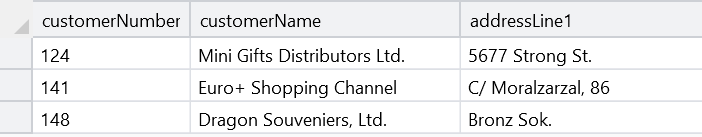 customerNumber customerName addressLine1
124 Mini Gifts Distributors Ltd. 5677 Strong St.
141 Euro+ Shopping Channel C/ Moralzarzal, 86
148 Dragon Souveniers, Ltd. Bronz Sok.